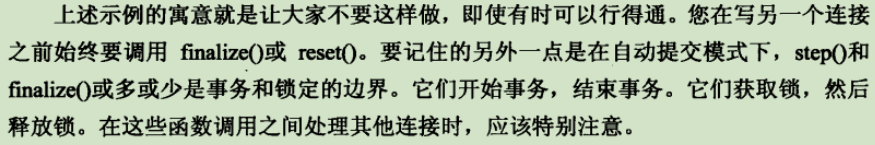 上述示例的寓意就是让大家不要这样做，即使有时可以行得通。您在写另一个连接
之前始终要调用 finalize()或 reset()。要记住的另外一点是在自动提交模式下，step()和
finalize()或多或少是事务和锁定的边界。它们开始事务，结束事务。它们获取锁，然后
释放锁。在这些函数调用之间处理其他连接时，应该特别注意。